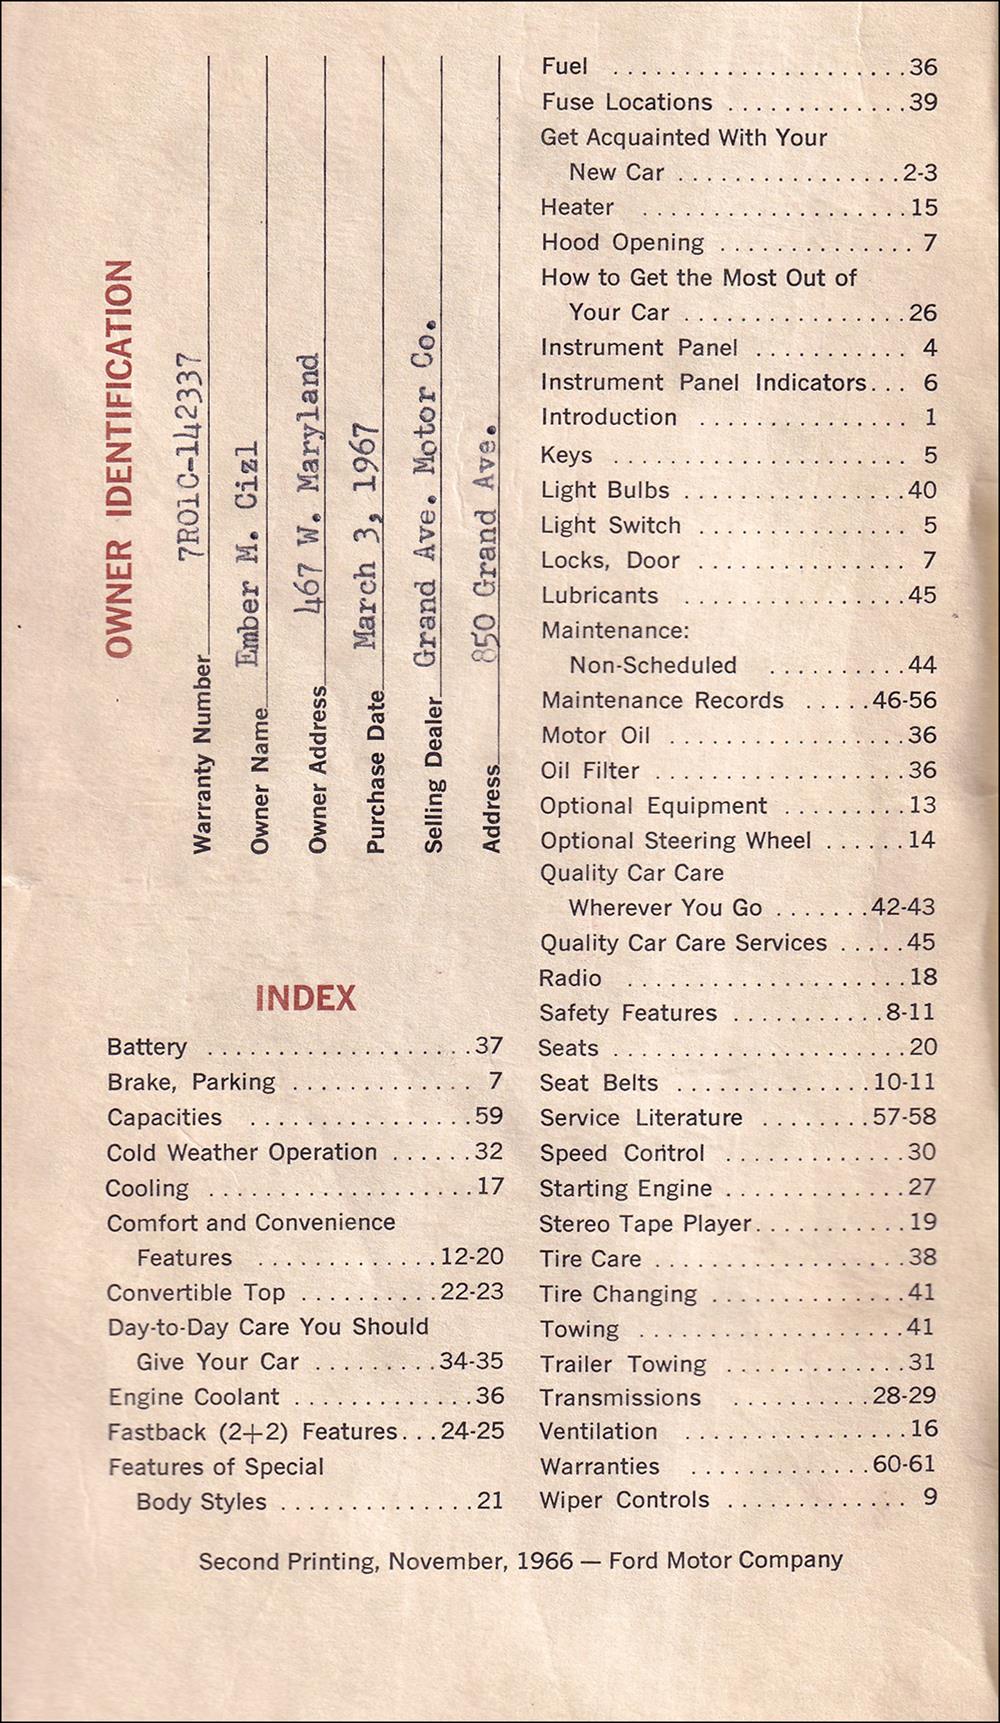 OWNER IDENTIFICATION
Warranty Number 7R01C-142337
Owner Name Ember M. Cizl
Owner Address 467 W. Maryland
Purchase Date March 3, 1967
Selling Dealer Grand Ave. Motor Co.
Address 850 Grand Ave.
INDEX
Battery .................. 37
Brake, Parking ............. 7
Capacities ................ 59
Cold Weather Operation ...... 32
Cooling ................... 17
Comfort and Convenience
Features ............. 12-20
Convertible Top .......... 22-23
Day-to-Day Care You Should
Give Your Car ......... 34-35
Engine Coolant ............. 36
Fastback (2+2) Features... 24-25
Features of Special
Body Styles .............. 21
Fuel ..................... 36
Fuse Locations ............. 39
Get Acquainted With Your
New Car ................ 2-3
Heater ................... 15
Hood Opening .............. 7
How to Get the Most Out of
Your Car ................ 26
Instrument Panel ........... 4
Instrument Panel Indicators... 6
Introduction ............... 1
Keys ..................... 5
Light Bulbs ................ 40
Light Switch ............... 5
Locks, Door ............... 7
Lubricants ................ 45
Maintenance:
Non-Scheduled .......... 44
Maintenance Records ..... 46-56
Motor Oil ................. 36
Oil Filter .................. 36
Optional Equipment ......... 13
Optional Steering Wheel ...... 14
Quality Car Care
Wherever You Go ....... 42-43
Quality Car Care Services ..... 45
Radio .................... 18
Safety Features ........... 8-11
Seats ..................... 20
Seat Belts .............. 10-11
Service Literature ........ 57-58
Speed Control ............. 30
Starting Engine ............. 27
Stereo Tape Player........... 19
Tire Care .................. 38
Tire Changing .............. 41
Towing ................... 41
Trailer Towing ............. 31
Transmissions .......... 28-29
Ventilation ................ 16
Warranties ............. 60-61
Wiper Controls ............. 9
Second Printing, November, 1966 — Ford Motor Company